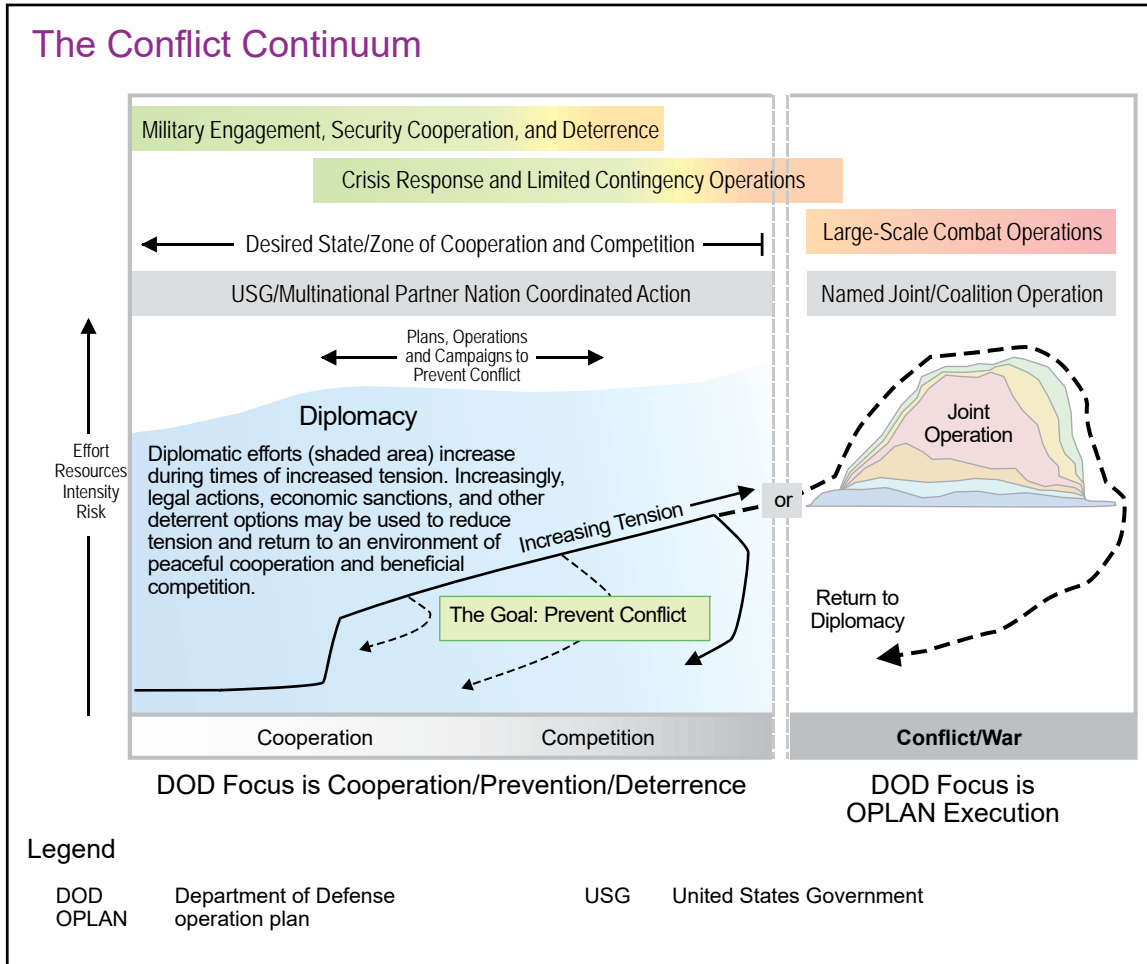 The Conflict Continuum
Military Engagement, Security Cooperation, and Deterrence
Crisis Response and Limited Contingency Operations
Large-Scale Combat Operations
Desired State/Zone of Cooperation and Competition
USG/Multinational Partner Nation Coordinated Action
Named Joint/Coalition Operation
Plans, Operations
and Campaigns to
Prevent Conflict
Effort
Resources
Intensity
Risk
Diplomacy
Diplomatic efforts (shaded area) increase
during times of increased tension. Increasingly,
legal actions, economic sanctions, and other
deterrent options may be used to reduce
tension and return to an environment of
peaceful cooperation and beneficial
competition.
Increasing Tension
or
The Goal: Prevent Conflict
Joint
Operation
Return to
Diplomacy
Cooperation
Competition
Conflict/War
DOD Focus is Cooperation/Prevention/Deterrence
DOD Focus is
OPLAN Execution
Legend
DOD Department of Defense
OPLAN operation plan
USG United States Government